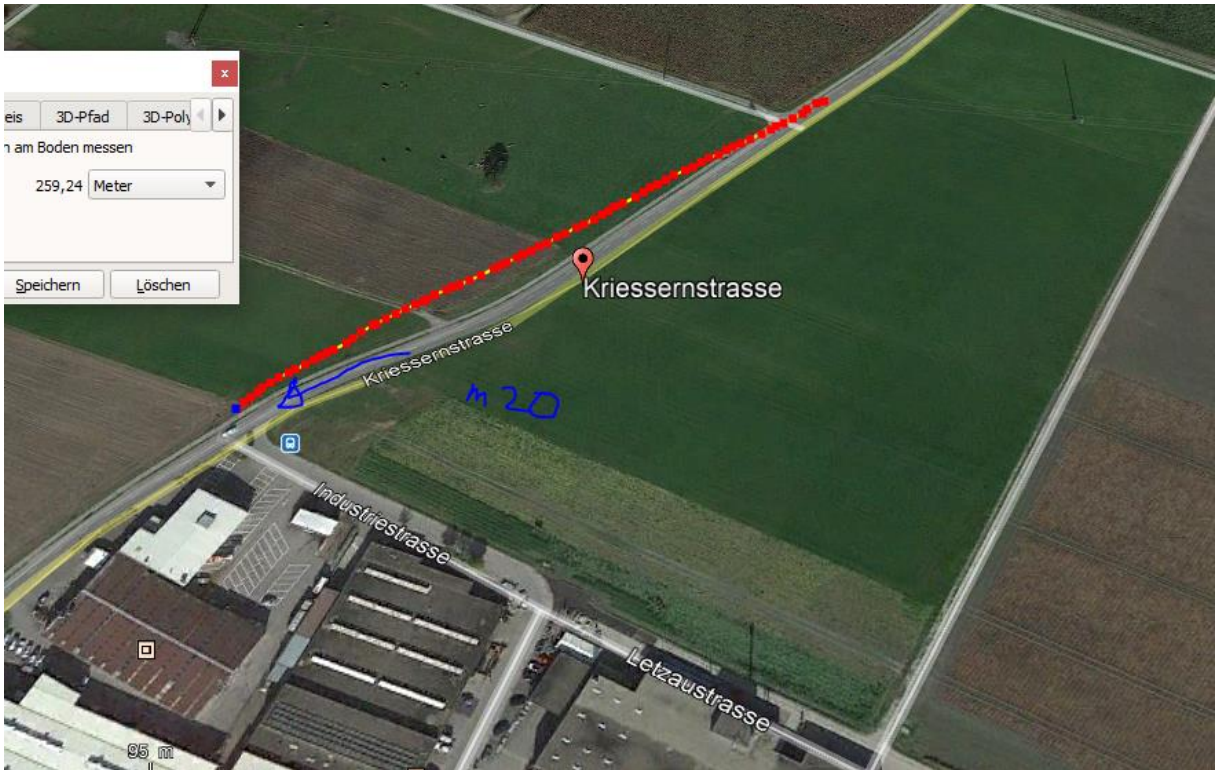 eis 3D-Pfad 3D-Poly
n am Boden messen
259,24 Meter
Speichern Löschen
Kriessernstrasse
Kriessernstrasse
m 20
Industriestrasse
Letzaustrasse
95 m